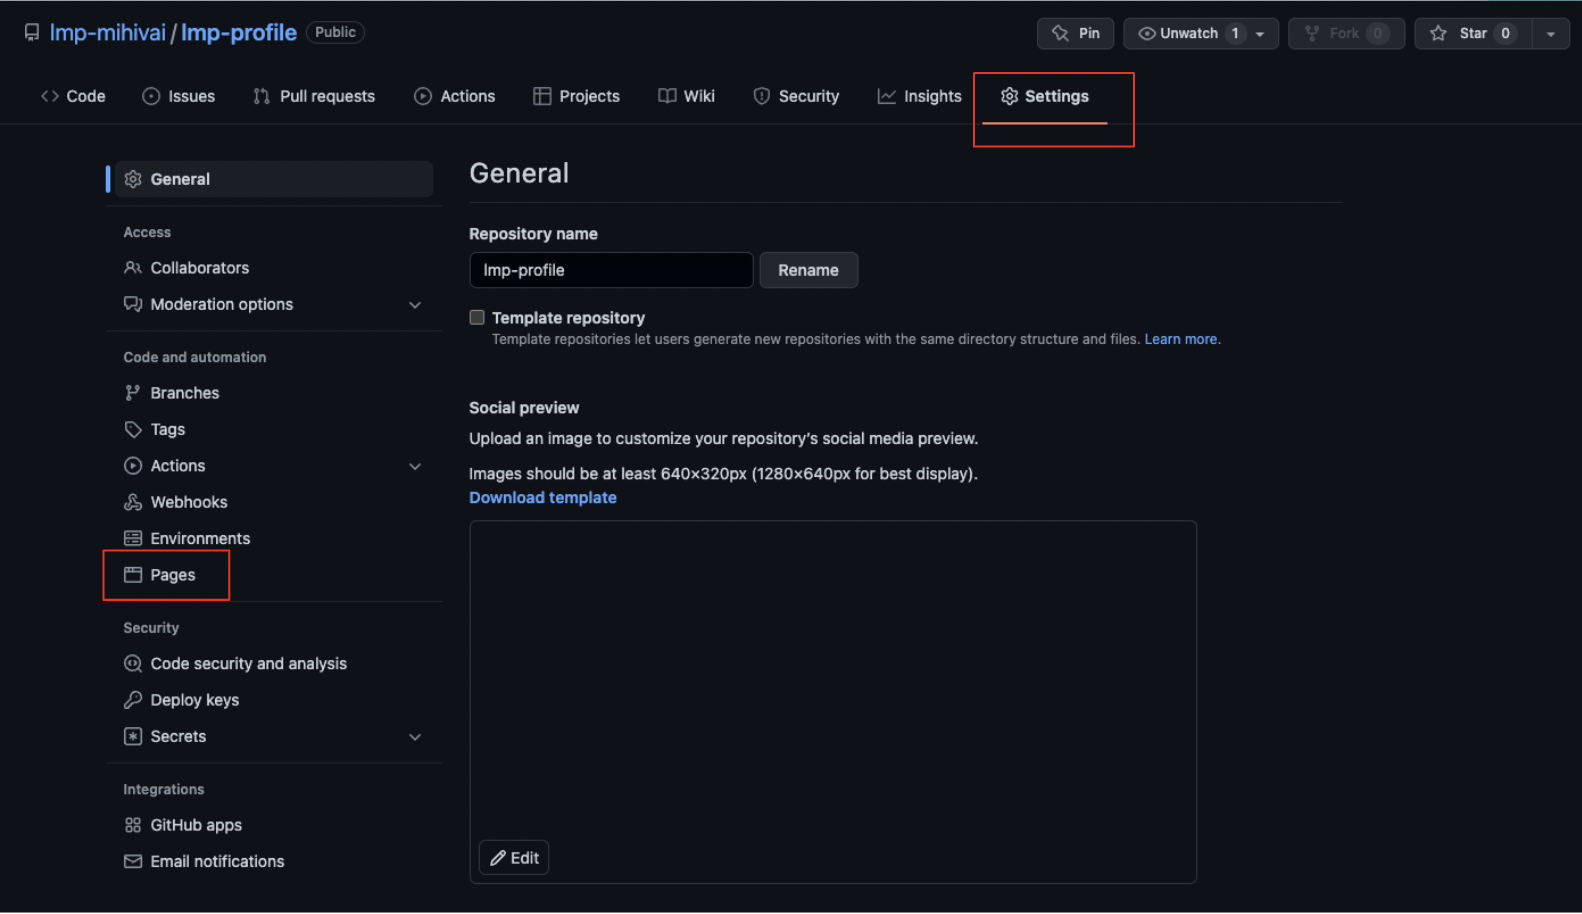 lmp-mihivai / lmp-profile Public
Pin
Unwatch 1
Fork 0
Star 0
Code
Issues
Pull requests
Actions
Projects
Wiki
Security
Insights
Settings
General
Access
Collaborators
Moderation options
Code and automation
Branches
Tags
Actions
Webhooks
Environments
Pages
Security
Code security and analysis
Deploy keys
Secrets
Integrations
GitHub apps
Email notifications
General
Repository name
lmp-profile
Rename
Template repository
Template repositories let users generate new repositories with the same directory structure and files. Learn more.
Social preview
Upload an image to customize your repository's social media preview.
Images should be at least 640×320px (1280×640px for best display).
Download template
Edit